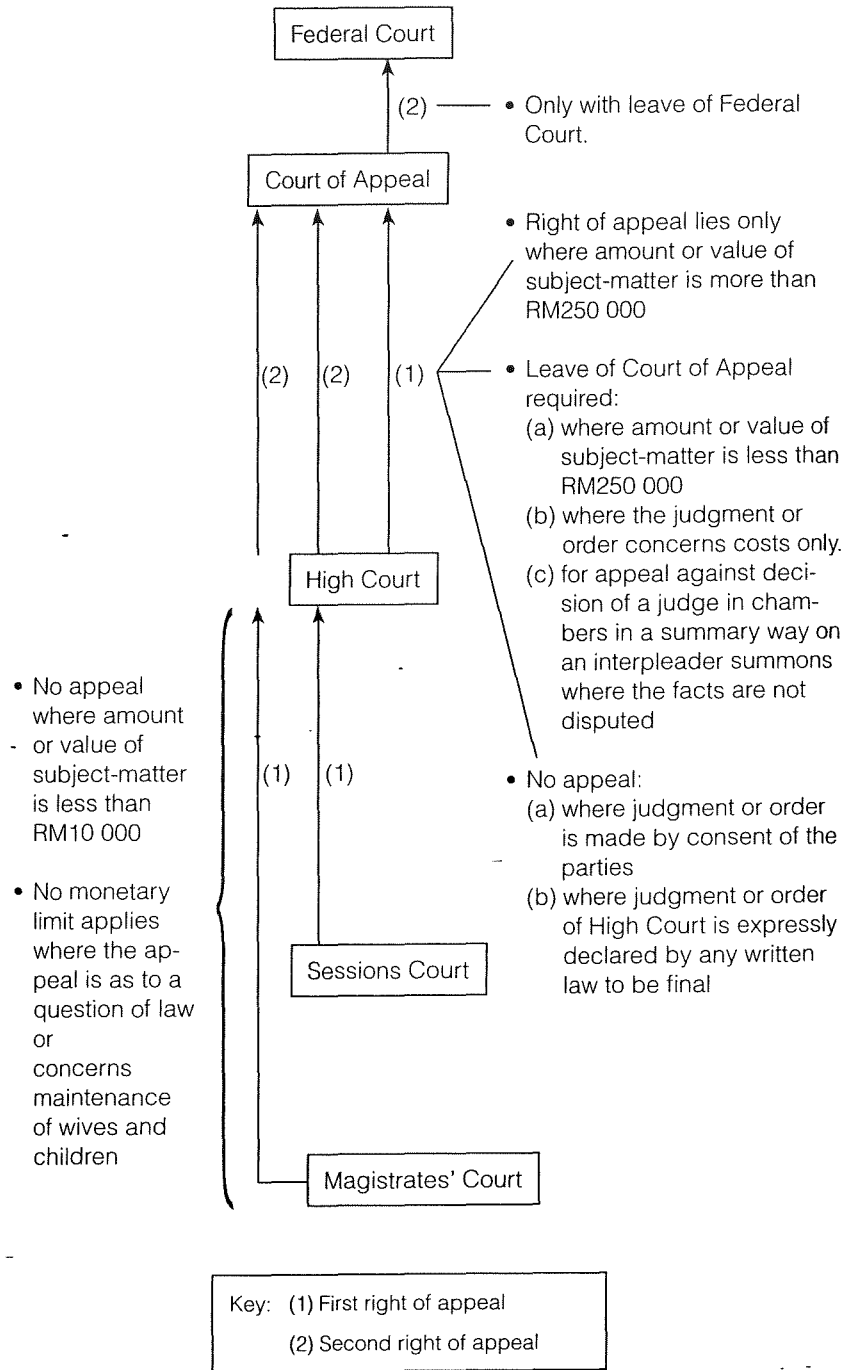 Federal Court
(2)
• Only with leave of Federal
Court.
Court of Appeal
• Right of appeal lies only
where amount or value of
subject-matter is more than
RM250 000
(2)
(2)
(1)
• Leave of Court of Appeal
required:
(a) where amount or value of
subject-matter is less than
RM250 000
(b) where the judgment or
order concerns costs only.
(c) for appeal against deci-
sion of a judge in cham-
bers in a summary way on
an interpleader summons
where the facts are not
disputed
• No appeal:
(a) where judgment or order
is made by consent of the
parties
(b) where judgment or order
of High Court is expressly
declared by any written
law to be final
High Court
• No appeal
where amount
or value of
subject-matter
is less than
RM10 000
• No monetary
limit applies
where the ap-
peal is as to a
question of law
or
concerns
maintenance
of wives and
children
(1)
(1)
Sessions Court
Magistrates' Court
Key: (1) First right of appeal
(2) Second right of appeal